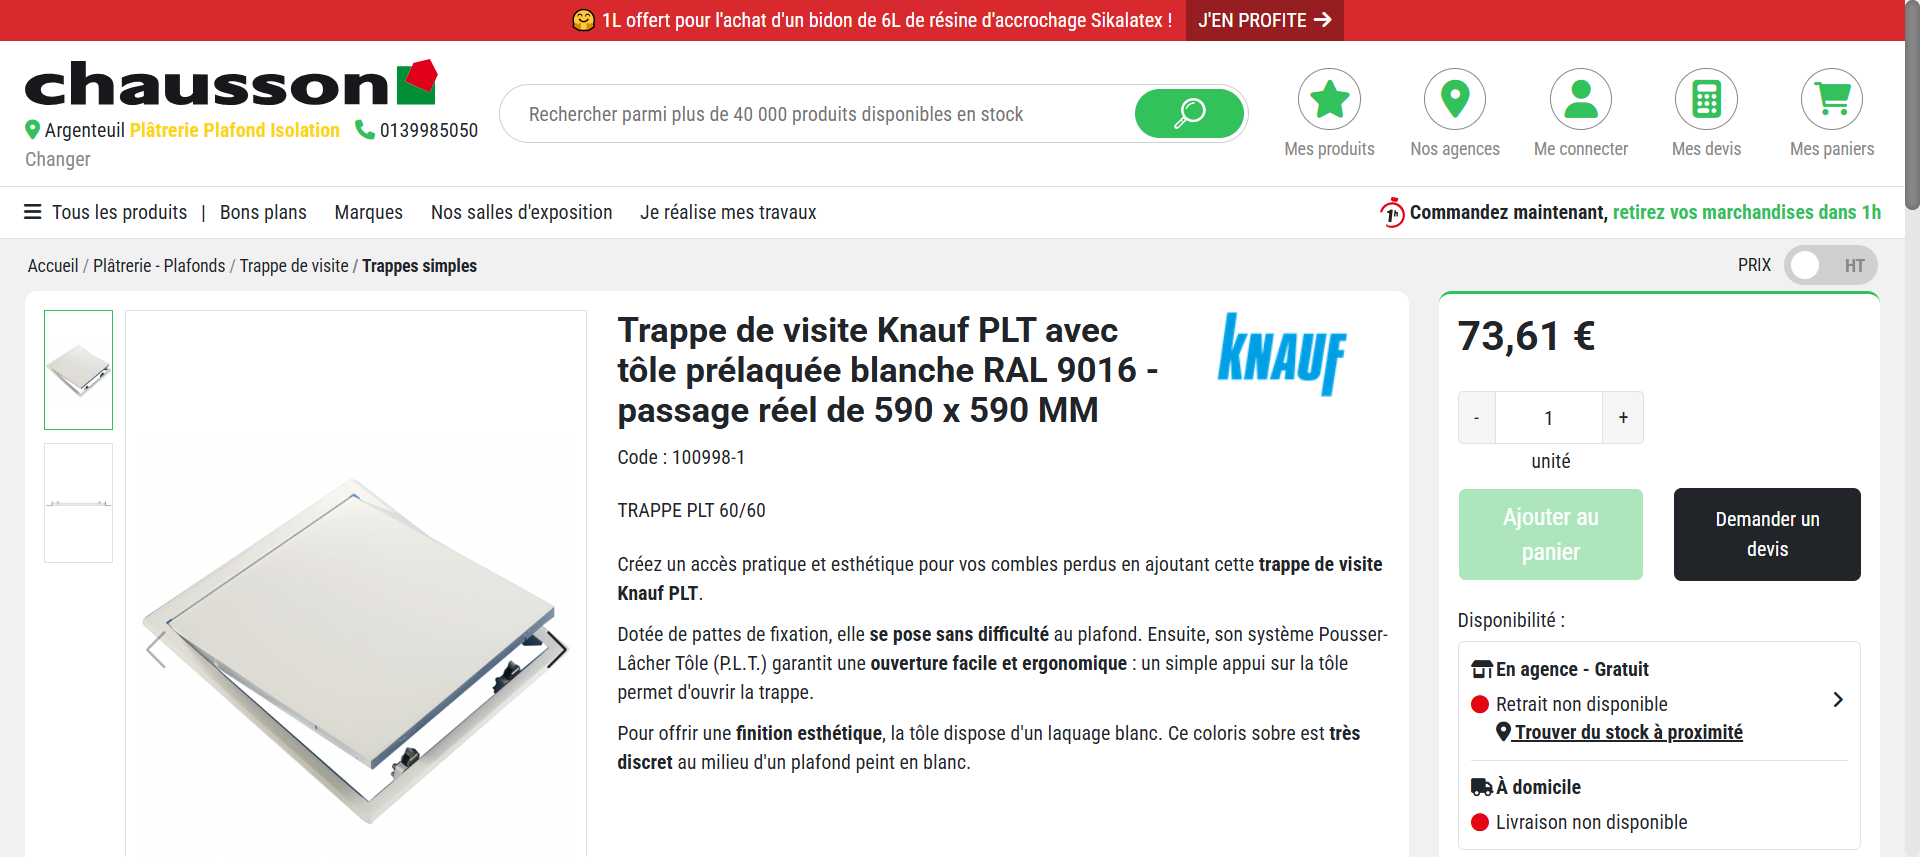 1L offert pour l'achat d'un bidon de 6L de résine d'accrochage Sikalatex ! J'EN PROFITE
chausson
Argenteuil Plâtrerie Plafond Isolation 0139985050
Changer
Rechercher parmi plus de 40 000 produits disponibles en stock
Mes produits
Nos agences
Me connecter
Mes devis
Mes paniers
Tous les produits | Bons plans Marques Nos salles d'exposition Je réalise mes travaux
1h Commandez maintenant, retirez vos marchandises dans 1h
Accueil / Plâtrerie - Plafonds / Trappe de visite / Trappes simples
PRIX HT
Trappe de visite Knauf PLT avec
tôle prélaquée blanche RAL 9016 -
passage réel de 590 x 590 MM
KNAUF
Code : 100998-1
TRAPPE PLT 60/60
Créez un accès pratique et esthétique pour vos combles perdus en ajoutant cette trappe de visite
Knauf PLT.
Dotée de pattes de fixation, elle se pose sans difficulté au plafond. Ensuite, son système Pousser-
Lâcher Tôle (P.L.T.) garantit une ouverture facile et ergonomique : un simple appui sur la tôle
permet d'ouvrir la trappe.
Pour offrir une finition esthétique, la tôle dispose d'un laquage blanc. Ce coloris sobre est très
discret au milieu d'un plafond peint en blanc.
73,61 €
- 1 +
unité
Ajouter au
panier
Demander un
devis
Disponibilité :
En agence - Gratuit
Retrait non disponible
Trouver du stock à proximité
À domicile
Livraison non disponible